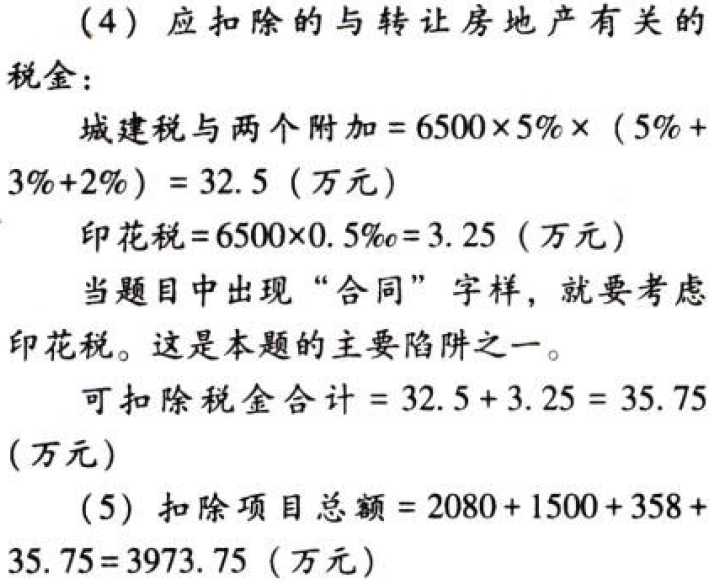 (4) 应扣除的与转让房地产有关的
税金：
城建税与两个附加=6500×5%×（5%+
3%+2%）=32.5（万元）
印花税=6500×0.5‰=3.25（万元）
当题目中出现“合同”字样，就要考虑
印花税。这是本题的主要陷阱之一。
可扣除税金合计=32.5+3.25=35.75
(万元)
(5) 扣除项目总额=2080+1500+358+
35.75=3973.75（万元）